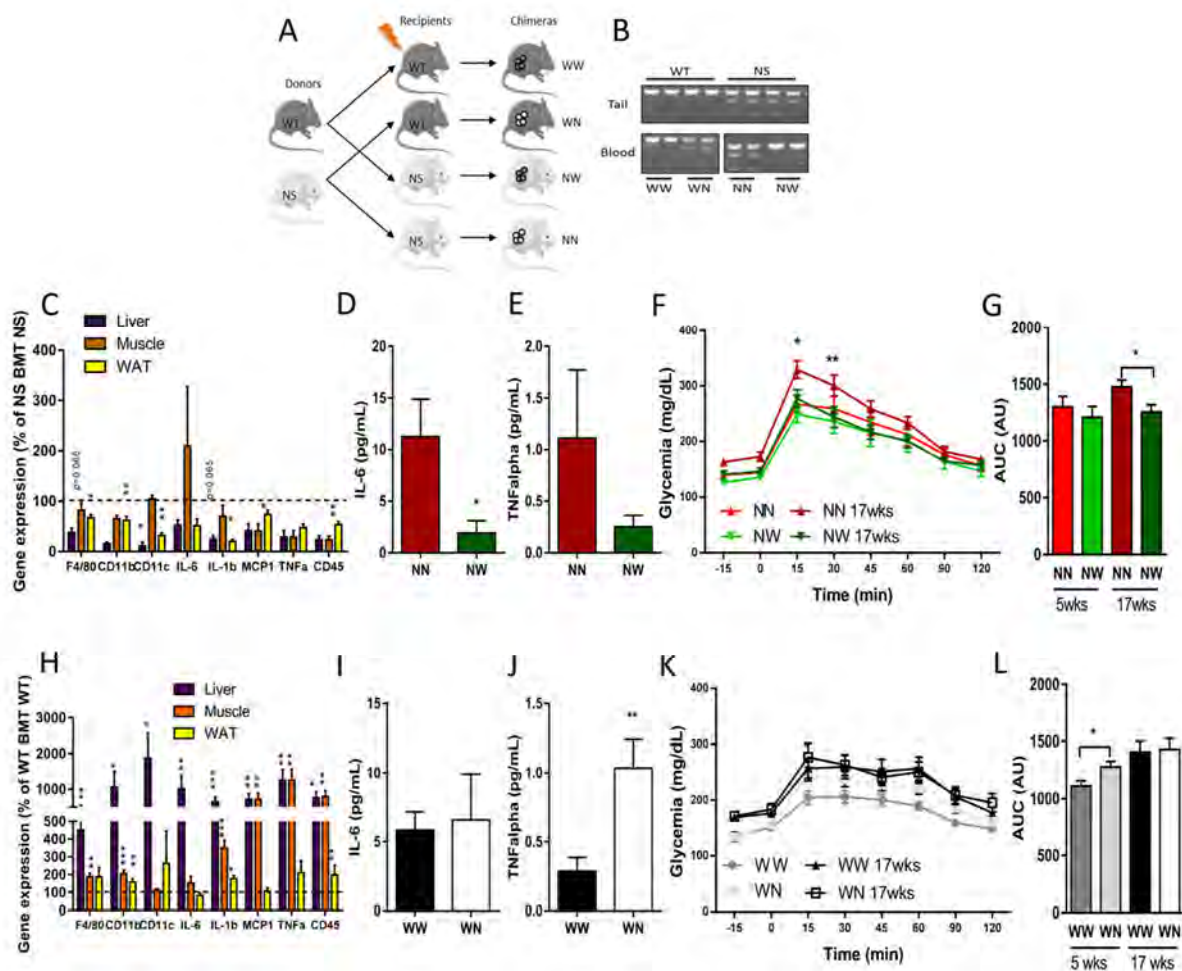 A
Recipients
Chimeras
Donors
WT
NS
WT
WT
NS
NS
WW
WN
NW
NN
B
WT NS
Tail
Blood
WW WN NN NW
C
Liver
Muscle
WAT
Gene expression (% of NS BMT NS)
400
300
200
100
0
p=0.065
p=0.065
F4/80 CD11b CD11c IL-6 IL-1b MCP1 TNFa CD45
D
IL-6 (pg/mL)
20
15
10
5
0
*
NN NW
E
TNFalpha (pg/mL)
2.0
1.5
1.0
0.5
0.0
NN NW
F
Glycemia (mg/dL)
400
300
200
100
0
* **
NN NN 17wks
NW NW 17wks
-15 0 15 30 45 60 90 120
Time (min)
G
AUC (AU)
2000
1500
1000
500
0
*
NN NW NN NW
5wks 17wks
H
Liver
Muscle
WAT
Gene expression (% of WT BMT WT)
3000
2000
1000
500
400
300
200
100
0
F4/80 CD11b CD11c IL-6 IL-1b MCP1 TNFa CD45
I
IL-6 (pg/mL)
15
10
5
0
WW WN
J
TNFalpha (pg/mL)
1.5
1.0
0.5
0.0
**
WW WN
K
Glycemia (mg/dL)
400
300
200
100
0
WW WW 17wks
WN WN 17wks
-15 0 15 30 45 60 90 120
Time (min)
L
AUC (AU)
2000
1500
1000
500
0
*
WW WN WW WN
5 wks 17 wks